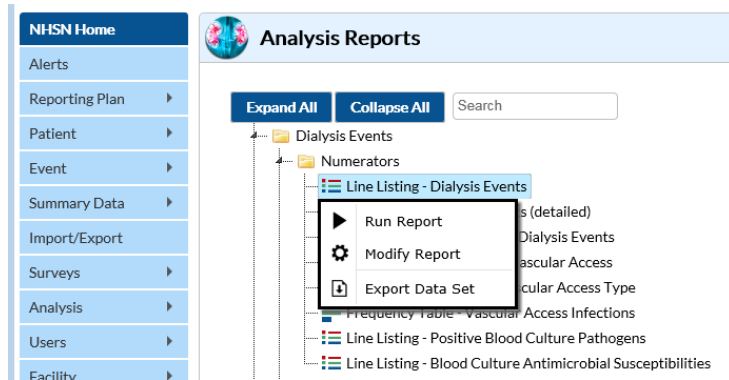 NHSN Home
Alerts
Reporting Plan
Patient
Event
Summary Data
Import/Export
Surveys
Analysis
Users
Facility
Analysis Reports
Expand All
Collapse All
Search
Dialysis Events
Numerators
Line Listing - Dialysis Events
s (detailed)
Dialysis Events
ascular Access
cular Access Type
Frequency Table - Vascular Access Infections
Line Listing - Positive Blood Culture Pathogens
Line Listing - Blood Culture Antimicrobial Susceptibilities
Run Report
Modify Report
Export Data Set